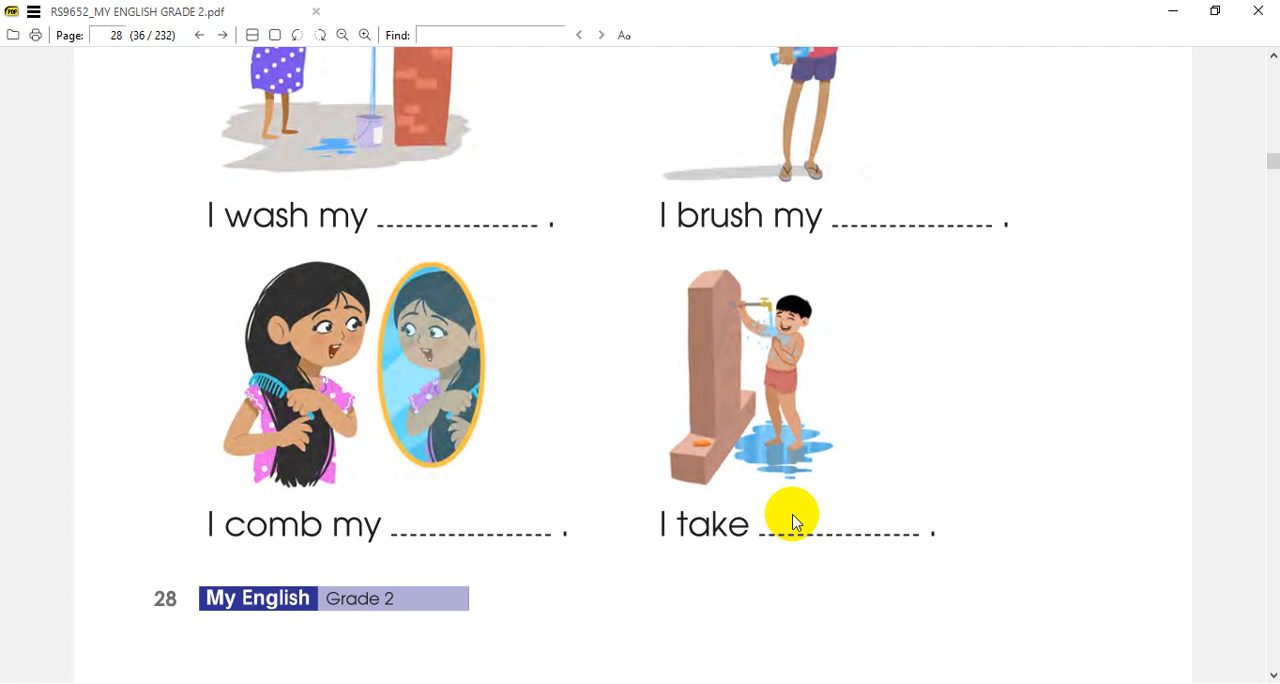 RS9652_MY ENGLISH GRADE 2.pdf
Page: 28 (36 / 232) Find: Aa
I wash my ................ .
I brush my ................ .
I comb my ................ .
I take ................ .
28 My English Grade 2